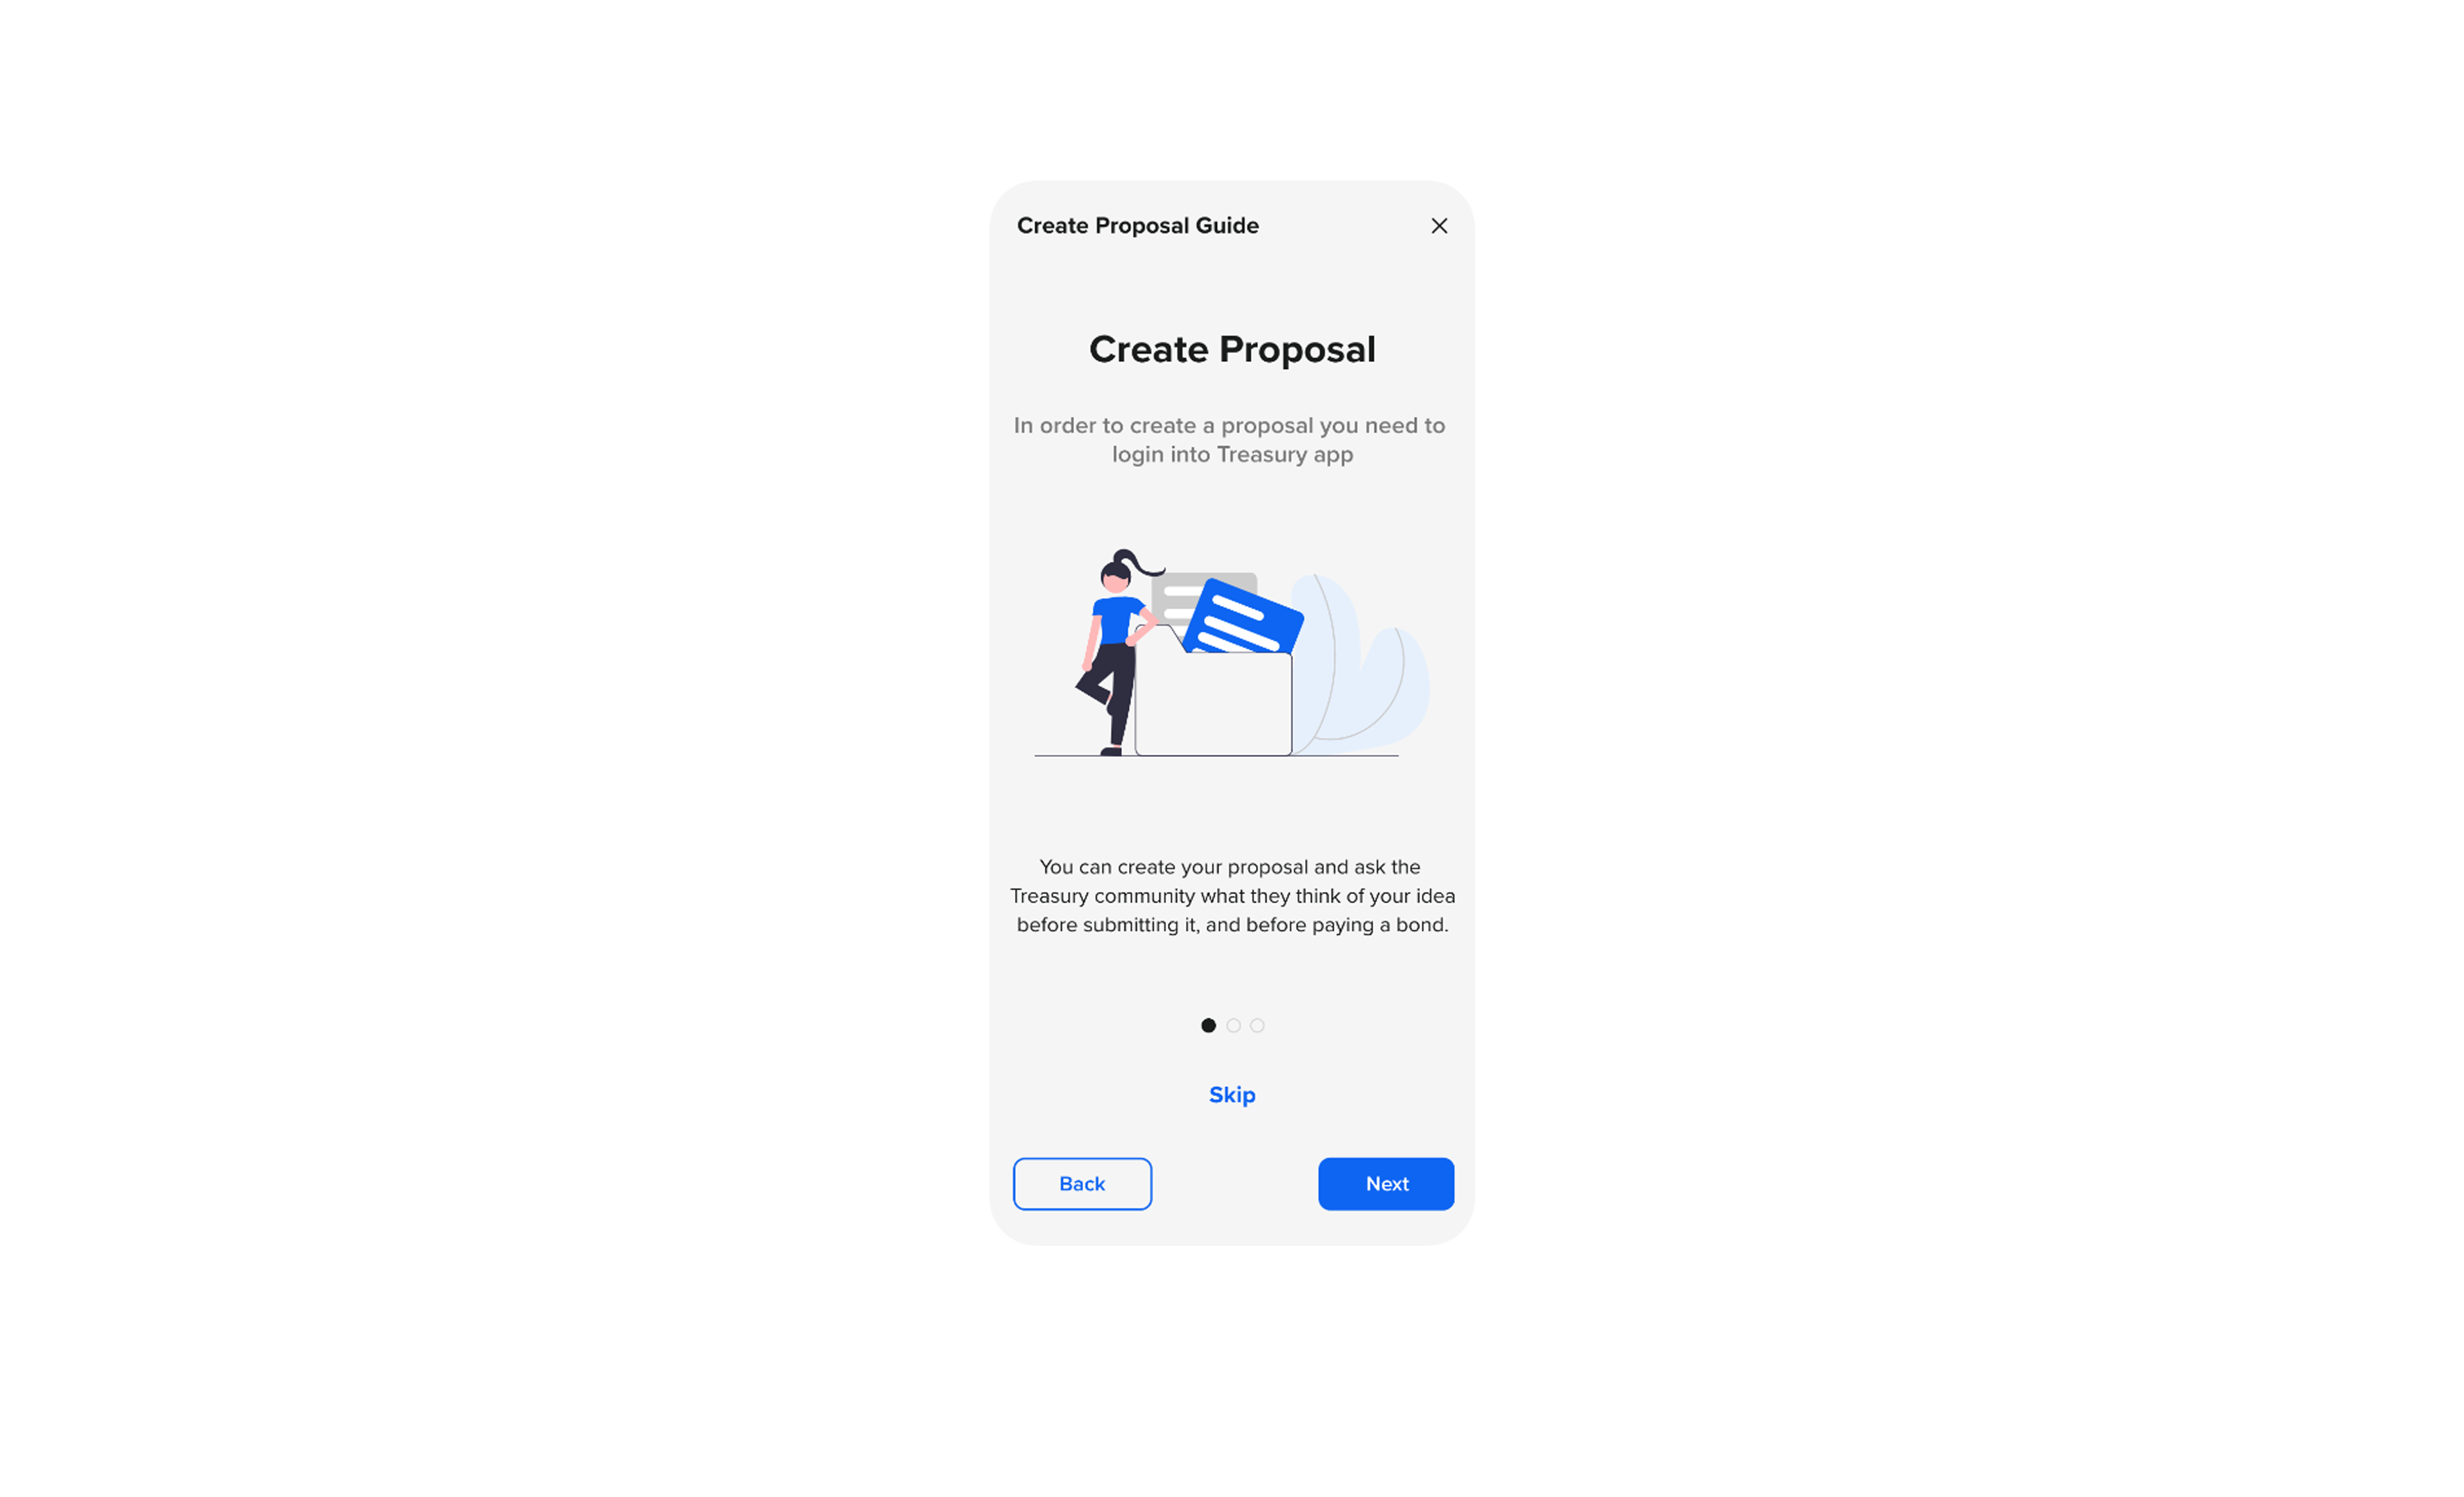 Create Proposal Guide
Create Proposal
In order to create a proposal you need to
login into Treasury app
You can create your proposal and ask the
Treasury community what they think of your idea
before submitting it, and before paying a bond.
Skip
Back
Next